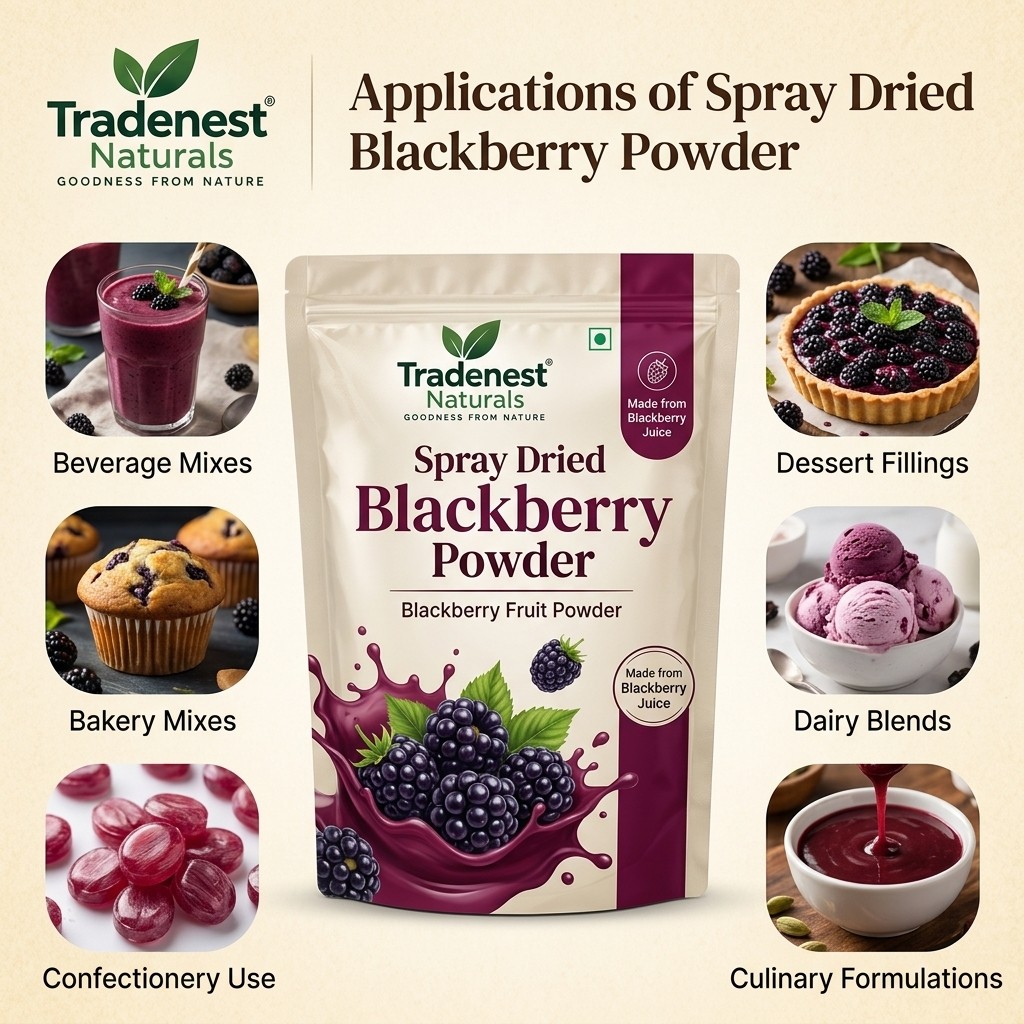 Tradenest®
Naturals
GOODNESS FROM NATURE
Applications of Spray Dried
Blackberry Powder
Beverage Mixes
Bakery Mixes
Confectionery Use
Tradenest®
Naturals
GOODNESS FROM NATURE
Made from
Blackberry
Juice
Spray Dried
Blackberry
Powder
Blackberry Fruit Powder
Made from
Blackberry
Juice
Dessert Fillings
Dairy Blends
Culinary Formulations